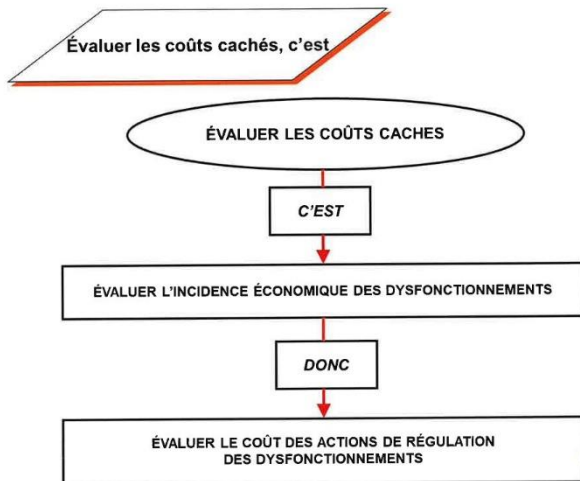 Évaluer les coûts cachés, c'est
ÉVALUER LES COÛTS CACHES
C'EST
ÉVALUER L'INCIDENCE ÉCONOMIQUE DES DYSFONCTIONNEMENTS
DONC
ÉVALUER LE COÛT DES ACTIONS DE RÉGULATION
DES DYSFONCTIONNEMENTS